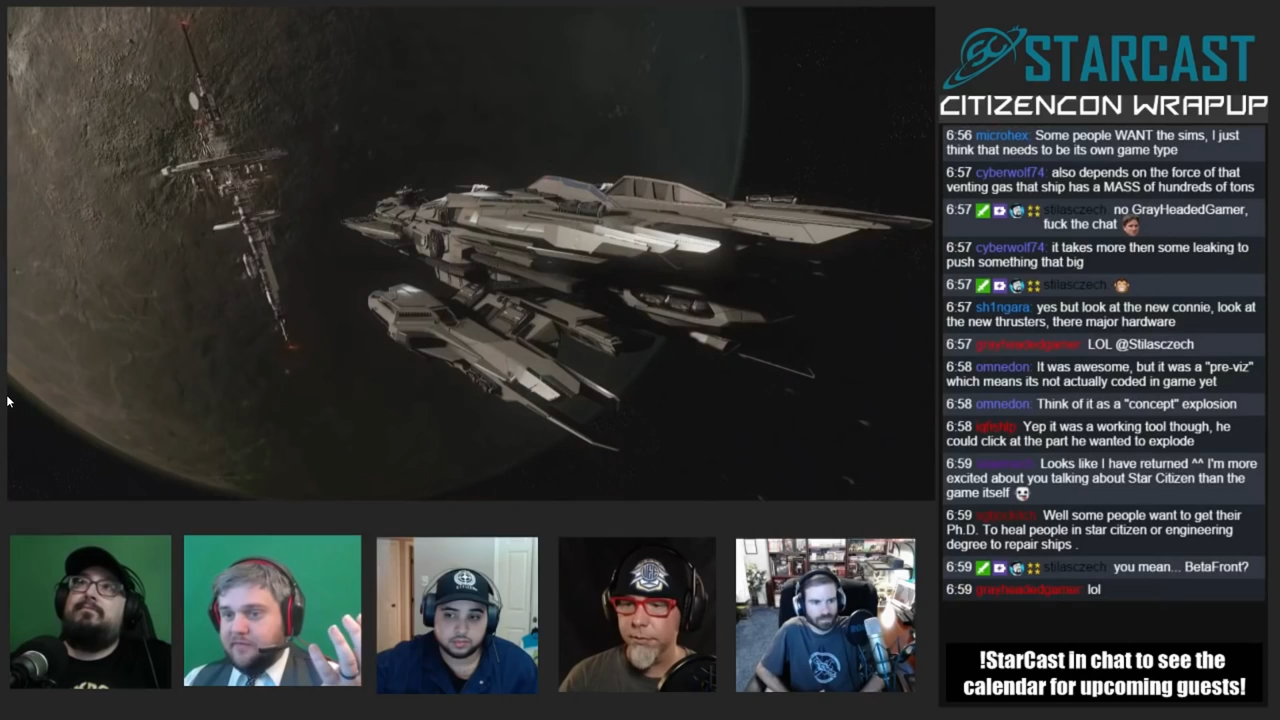 STARCAST
CITIZENCON WRAPUP
6:56 microhex: Some people WANT the sims, I just
think that needs to be its own game type
6:57 cyberwolf74: also depends on the force of that
venting gas that ship has a MASS of hundreds of tons
6:57 stilasczech no GrayHeadedGamer,
fuck the chat
6:57 cyberwolf74: it takes more then some leaking to
push something that big
6:57 stilasczech
6:57 sh1ngara: yes but look at the new connie, look at
the new thrusters, there major hardware
6:57 grayheadedgamer: LOL @Stilasczech
6:58 omnedon: It was awesome, but it was a "pre-viz"
which means its not actually coded in game yet
6:58 omnedon: Think of it as a "concept" explosion
6:58 Yep it was a working tool though, he
could click at the part he wanted to explode
6:59 Looks like I have returned ^^ I'm more
excited about you talking about Star Citizen than the
game itself
6:59 Well some people want to get their
Ph.D. To heal people in star citizen or engineering
degree to repair ships .
6:59 stilasczech you mean... BetaFront?
6:59 grayheadedgamer: lol
!StarCast in chat to see the
calendar for upcoming guests!